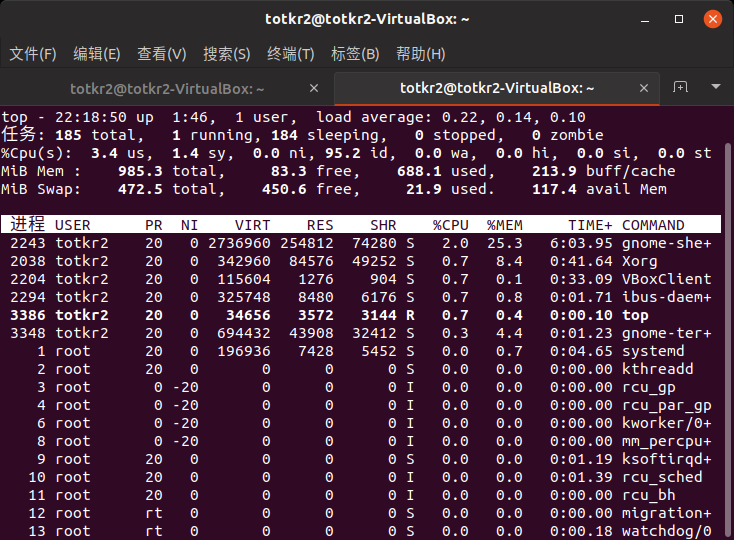 totkr2@totkr2-VirtualBox: ~
文件(F) 编辑(E) 查看(V) 搜索(S) 终端(T) 标签(B) 帮助(H)
totkr2@totkr2-VirtualBox: ~ × totkr2@totkr2-VirtualBox: ~ ×
top - 22:18:50 up  1:46,  1 user,  load average: 0.22, 0.14, 0.10
任务: 185 total,   1 running, 184 sleeping,   0 stopped,   0 zombie
%Cpu(s):  3.4 us,  1.4 sy,  0.0 ni, 95.2 id,  0.0 wa,  0.0 hi,  0.0 si,  0.0 st
MiB Mem :    985.3 total,     83.3 free,    688.1 used,    213.9 buff/cache
MiB Swap:    472.5 total,    450.6 free,     21.9 used.    117.4 avail Mem
进程 USER      PR  NI    VIRT    RES    SHR   %CPU  %MEM     TIME+ COMMAND
2243 totkr2    20   0 2736960 254812  74280 S   2.0  25.3   6:03.95 gnome-she+
2038 totkr2    20   0  342960  84576  49252 S   0.7   8.4   0:41.64 Xorg
2204 totkr2    20   0  115604   1276    904 S   0.7   0.1   0:33.09 VBoxClient
2294 totkr2    20   0  325748   8480   6176 S   0.7   0.8   0:01.71 ibus-daem+
3386 totkr2    20   0   34656   3572   3144 R   0.7   0.4   0:00.10 top
3348 totkr2    20   0  694432  43908  32412 S   0.3   4.4   0:01.23 gnome-ter+
1 root      20   0  196936   7428   5452 S   0.0   0.7   0:04.65 systemd
2 root      20   0       0      0      0 S   0.0   0.0   0:00.00 kthreadd
3 root       0 -20       0      0      0 I   0.0   0.0   0:00.00 rcu_gp
4 root       0 -20       0      0      0 I   0.0   0.0   0:00.00 rcu_par_gp
6 root       0 -20       0      0      0 I   0.0   0.0   0:00.00 kworker/0+
8 root       0 -20       0      0      0 I   0.0   0.0   0:00.00 mm_percpu+
9 root      20   0       0      0      0 S   0.0   0.0   0:01.19 ksoftirqd+
10 root      20   0       0      0      0 I   0.0   0.0   0:01.39 rcu_sched
11 root      20   0       0      0      0 I   0.0   0.0   0:00.00 rcu_bh
12 root      rt   0       0      0      0 S   0.0   0.0   0:00.00 migration+
13 root      rt   0       0      0      0 S   0.0   0.0   0:00.18 watchdog/0